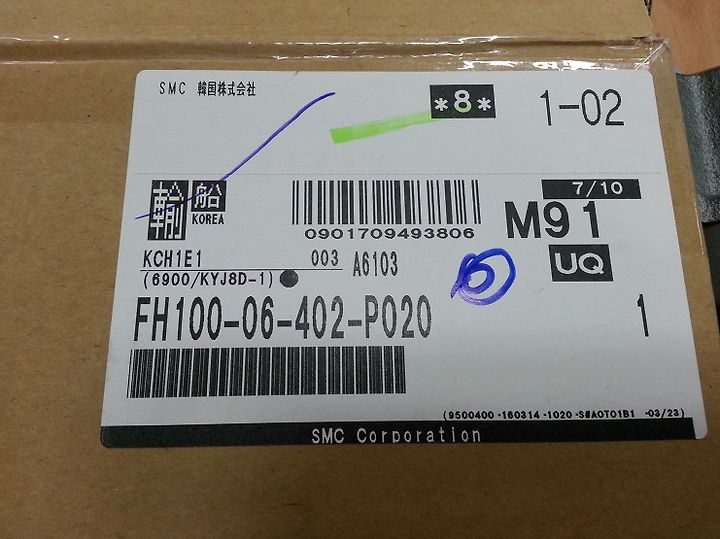 SMC 韓国株式会社
*8*
1-02
輸 船
KOREA
7/10
0901709493806
M91
KCH1E1 003 A6103
(6900/KYJ8D-1)
UQ
FH100-06-402-P020
1
(9500400 -160314 -1020 -S#A0T01B1 -03/23)
SMC Corporation